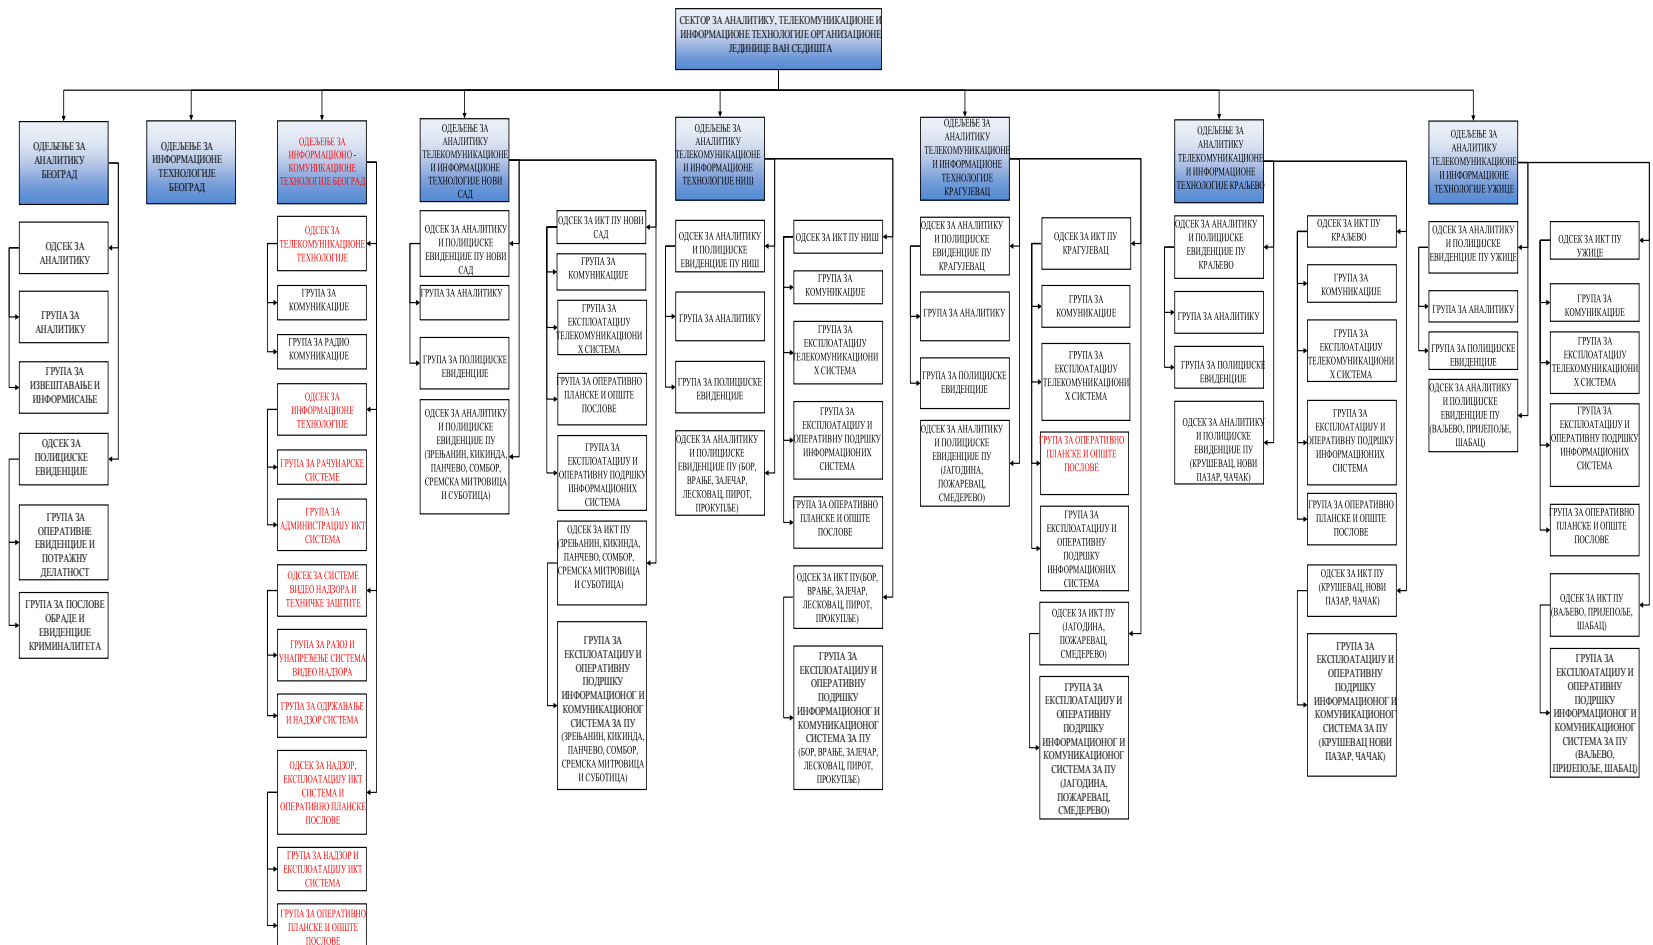 СЕКТОР ЗА АНАЛИТИКУ, ТЕЛЕКОМУНИКАЦИОНЕ И
ИНФОРМАЦИОНЕ ТЕХНОЛОГИЈЕ ОРГАНИЗАЦИОНЕ
ЈЕДИНИЦЕ ВАН СЕДИШТА
ОДЕЉЕЊЕ ЗА
АНАЛИТИКУ
БЕОГРАД
ОДСЕК ЗА
АНАЛИТИКУ
ГРУПА ЗА
АНАЛИТИКУ
ГРУПА ЗА
ИЗВЕШТАВАЊЕ И
ИНФОРМИСАЊЕ
ОДСЕК ЗА
ПОЛИЦИЈСКЕ
ЕВИДЕНЦИЈЕ
ГРУПА ЗА
ОПЕРАТИВНЕ
ЕВИДЕНЦИЈЕ И
ПОТРАЖНУ
ДЕЛАТНОСТ
ГРУПА ЗА ПОСЛОВЕ
ОБРАДЕ И
ЕВИДЕНЦИЈЕ
КРИМИНАЛИТЕТА
ОДЕЉЕЊЕ ЗА
ИНФОРМАЦИОНЕ
ТЕХНОЛОГИЈЕ
БЕОГРАД
ОДЕЉЕЊЕ ЗА
ИНФОРМАЦИОНО -
КОМУНИКАЦИОНЕ
ТЕХНОЛОГИЈЕ БЕОГРАД
ОДСЕК ЗА
ТЕЛЕКОМУНИКАЦИОНЕ
ТЕХНОЛОГИЈЕ
ГРУПА ЗА
КОМУНИКАЦИЈЕ
ГРУПА ЗА РАДИО
КОМУНИКАЦИЈЕ
ОДСЕК ЗА
ИНФОРМАЦИОНЕ
ТЕХНОЛОГИЈЕ
ГРУПА ЗА РАЧУНАРСКЕ
СИСТЕМЕ
ГРУПА ЗА
АДМИНИСТРАЦИЈУ ИКТ
СИСТЕМА
ОДСЕК ЗА СИСТЕМЕ
ВИДЕО НАДЗОРА И
ТЕХНИЧКЕ ЗАШТИТЕ
ГРУПА ЗА РАЗОЈ И
УНАПРЕЂЕЊЕ СИСТЕМА
ВИДЕО НАДЗОРА
ГРУПА ЗА ОДРЖАВАЊЕ
И НАДЗОР СИСТЕМА
ОДСЕК ЗА НАДЗОР,
ЕКСПЛОАТАЦИЈУ ИКТ
СИСТЕМА И
ОПЕРАТИВНО ПЛАНСКЕ
ПОСЛОВЕ
ГРУПА ЗА НАДЗОР И
ЕКСПЛОАТАЦИЈУ ИКТ
СИСТЕМА
ГРУПА ЗА ОПЕРАТИВНО
ПЛАНСКЕ И ОПШТЕ
ПОСЛОВЕ
ОДЕЉЕЊЕ ЗА
АНАЛИТИКУ
ТЕЛЕКОМУНИКАЦИОНЕ
И ИНФОРМАЦИОНЕ
ТЕХНОЛОГИЈЕ НОВИ
САД
ОДСЕК ЗА АНАЛИТИКУ
И ПОЛИЦИЈСКЕ
ЕВИДЕНЦИЈЕ ПУ НОВИ
САД
ГРУПА ЗА АНАЛИТИКУ
ГРУПА ЗА ПОЛИЦИЈСКЕ
ЕВИДЕНЦИЈЕ
ОДСЕК ЗА АНАЛИТИКУ
И ПОЛИЦИЈСКЕ
ЕВИДЕНЦИЈЕ ПУ
(ЗРЕЊАНИН, КИКИНДА,
ПАНЧЕВО, СОМБОР,
СРЕМСКА МИТРОВИЦА
И СУБОТИЦА)
ОДСЕК ЗА ИКТ ПУ НОВИ
САД
ГРУПА ЗА
КОМУНИКАЦИЈЕ
ГРУПА ЗА
ЕКСПЛОАТАЦИЈУ
ТЕЛЕКОМУНИКАЦИОНИ
Х СИСТЕМА
ГРУПА ЗА ОПЕРАТИВНО
ПЛАНСКЕ И ОПШТЕ
ПОСЛОВЕ
ГРУПА ЗА
ЕКСПЛОАТАЦИЈУ И
ОПЕРАТИВНУ ПОДРШКУ
ИНФОРМАЦИОНИХ
СИСТЕМА
ОДСЕК ЗА ИКТ ПУ
(ЗРЕЊАНИН, КИКИНДА,
ПАНЧЕВО, СОМБОР,
СРЕМСКА МИТРОВИЦА
И СУБОТИЦА)
ГРУПА ЗА
ЕКСПЛОАТАЦИЈУ И
ОПЕРАТИВНУ
ПОДРШКУ
ИНФОРМАЦИОНОГ И
КОМУНИКАЦИОНОГ
СИСТЕМА ЗА ПУ
(ЗРЕЊАНИН, КИКИНДА,
ПАНЧЕВО, СОМБОР,
СРЕМСКА МИТРОВИЦА
И СУБОТИЦА)
ОДЕЉЕЊЕ ЗА
АНАЛИТИКУ
ТЕЛЕКОМУНИКАЦИОНЕ
И ИНФОРМАЦИОНЕ
ТЕХНОЛОГИЈЕ НИШ
ОДСЕК ЗА АНАЛИТИКУ
И ПОЛИЦИЈСКЕ
ЕВИДЕНЦИЈЕ ПУ НИШ
ГРУПА ЗА АНАЛИТИКУ
ГРУПА ЗА ПОЛИЦИЈСКЕ
ЕВИДЕНЦИЈЕ
ОДСЕК ЗА АНАЛИТИКУ
И ПОЛИЦИЈСКЕ
ЕВИДЕНЦИЈЕ ПУ (БОР,
ВРАЊЕ, ЗАЈЕЧАР,
ЛЕСКОВАЦ, ПИРОТ,
ПРОКУПЉЕ)
ОДСЕК ЗА ИКТ ПУ НИШ
ГРУПА ЗА
КОМУНИКАЦИЈЕ
ГРУПА ЗА
ЕКСПЛОАТАЦИЈУ
ТЕЛЕКОМУНИКАЦИОНИ
Х СИСТЕМА
ГРУПА ЗА
ЕКСПЛОАТАЦИЈУ И
ОПЕРАТИВНУ ПОДРШКУ
ИНФОРМАЦИОНИХ
СИСТЕМА
ГРУПА ЗА ОПЕРАТИВНО
ПЛАНСКЕ И ОПШТЕ
ПОСЛОВЕ
ОДСЕК ЗА ИКТ ПУ(БОР,
ВРАЊЕ, ЗАЈЕЧАР,
ЛЕСКОВАЦ, ПИРОТ,
ПРОКУПЉЕ)
ГРУПА ЗА
ЕКСПЛОАТАЦИЈУ И
ОПЕРАТИВНУ
ПОДРШКУ
ИНФОРМАЦИОНОГ И
КОМУНИКАЦИОНОГ
СИСТЕМА ЗА ПУ
(БОР, ВРАЊЕ, ЗАЈЕЧАР,
ЛЕСКОВАЦ, ПИРОТ,
ПРОКУПЉЕ)
ОДЕЉЕЊЕ ЗА
АНАЛИТИКУ
ТЕЛЕКОМУНИКАЦИОНЕ
И ИНФОРМАЦИОНЕ
ТЕХНОЛОГИЈЕ
КРАГУЈЕВАЦ
ОДСЕК ЗА АНАЛИТИКУ
И ПОЛИЦИЈСКЕ
ЕВИДЕНЦИЈЕ ПУ
КРАГУЈЕВАЦ
ГРУПА ЗА АНАЛИТИКУ
ГРУПА ЗА ПОЛИЦИЈСКЕ
ЕВИДЕНЦИЈЕ
ОДСЕК ЗА АНАЛИТИКУ
И ПОЛИЦИЈСКЕ
ЕВИДЕНЦИЈЕ ПУ
(ЈАГОДИНА,
ПОЖАРЕВАЦ,
СМЕДЕРЕВО)
ОДСЕК ЗА ИКТ ПУ
КРАГУЈЕВАЦ
ГРУПА ЗА
КОМУНИКАЦИЈЕ
ГРУПА ЗА
ЕКСПЛОАТАЦИЈУ
ТЕЛЕКОМУНИКАЦИОНИ
Х СИСТЕМА
ГРУПА ЗА ОПЕРАТИВНО
ПЛАНСКЕ И ОПШТЕ
ПОСЛОВЕ
ГРУПА ЗА
ЕКСПЛОАТАЦИЈУ И
ОПЕРАТИВНУ
ПОДРШКУ
ИНФОРМАЦИОНИХ
СИСТЕМА
ОДСЕК ЗА ИКТ ПУ
(ЈАГОДИНА,
ПОЖАРЕВАЦ,
СМЕДЕРЕВО)
ГРУПА ЗА
ЕКСПЛОАТАЦИЈУ И
ОПЕРАТИВНУ
ПОДРШКУ
ИНФОРМАЦИОНОГ И
КОМУНИКАЦИОНОГ
СИСТЕМА ЗА ПУ
(ЈАГОДИНА,
ПОЖАРЕВАЦ,
СМЕДЕРЕВО)
ОДЕЉЕЊЕ ЗА
АНАЛИТИКУ
ТЕЛЕКОМУНИКАЦИОНЕ
И ИНФОРМАЦИОНЕ
ТЕХНОЛОГИЈЕ КРАЉЕВО
ОДСЕК ЗА АНАЛИТИКУ
И ПОЛИЦИЈСКЕ
ЕВИДЕНЦИЈЕ ПУ
КРАЉЕВО
ГРУПА ЗА АНАЛИТИКУ
ГРУПА ЗА ПОЛИЦИЈСКЕ
ЕВИДЕНЦИЈЕ
ОДСЕК ЗА АНАЛИТИКУ
И ПОЛИЦИЈСКЕ
ЕВИДЕНЦИЈЕ ПУ
(КРУШЕВАЦ, НОВИ
ПАЗАР, ЧАЧАК)
ОДСЕК ЗА ИКТ ПУ
КРАЉЕВО
ГРУПА ЗА
КОМУНИКАЦИЈЕ
ГРУПА ЗА
ЕКСПЛОАТАЦИЈУ
ТЕЛЕКОМУНИКАЦИОНИ
Х СИСТЕМА
ГРУПА ЗА
ЕКСПЛОАТАЦИЈУ И
ОПЕРАТИВНУ ПОДРШКУ
ИНФОРМАЦИОНИХ
СИСТЕМА
ГРУПА ЗА ОПЕРАТИВНО
ПЛАНСКЕ И ОПШТЕ
ПОСЛОВЕ
ОДСЕК ЗА ИКТ ПУ
(КРУШЕВАЦ, НОВИ
ПАЗАР, ЧАЧАК)
ГРУПА ЗА
ЕКСПЛОАТАЦИЈУ И
ОПЕРАТИВНУ
ПОДРШКУ
ИНФОРМАЦИОНОГ И
КОМУНИКАЦИОНОГ
СИСТЕМА ЗА ПУ
(КРУШЕВАЦ НОВИ
ПАЗАР, ЧАЧАК)
ОДЕЉЕЊЕ ЗА
АНАЛИТИКУ
ТЕЛЕКОМУНИКАЦИОНЕ
И ИНФОРМАЦИОНЕ
ТЕХНОЛОГИЈЕ УЖИЦЕ
ОДСЕК ЗА АНАЛИТИКУ
И ПОЛИЦИЈСКЕ
ЕВИДЕНЦИЈЕ ПУ УЖИЦЕ
ГРУПА ЗА АНАЛИТИКУ
ГРУПА ЗА ПОЛИЦИЈСКЕ
ЕВИДЕНЦИЈЕ
ОДСЕК ЗА АНАЛИТИКУ
И ПОЛИЦИЈСКЕ
ЕВИДЕНЦИЈЕ ПУ
(ВАЉЕВО, ПРИЈЕПОЉЕ,
ШАБАЦ)
ОДСЕК ЗА ИКТ ПУ
УЖИЦЕ
ГРУПА ЗА
КОМУНИКАЦИЈЕ
ГРУПА ЗА
ЕКСПЛОАТАЦИЈУ
ТЕЛЕКОМУНИКАЦИОНИ
Х СИСТЕМА
ГРУПА ЗА
ЕКСПЛОАТАЦИЈУ И
ОПЕРАТИВНУ ПОДРШКУ
ИНФОРМАЦИОНИХ
СИСТЕМА
ГРУПА ЗА ОПЕРАТИВНО
ПЛАНСКЕ И ОПШТЕ
ПОСЛОВЕ
ОДСЕК ЗА ИКТ ПУ
(ВАЉЕВО, ПРИЈЕПОЉЕ,
ШАБАЦ)
ГРУПА ЗА
ЕКСПЛОАТАЦИЈУ И
ОПЕРАТИВНУ
ПОДРШКУ
ИНФОРМАЦИОНОГ И
КОМУНИКАЦИОНОГ
СИСТЕМА ЗА ПУ
(ВАЉЕВО,
ПРИЈЕПОЉЕ, ШАБАЦ)